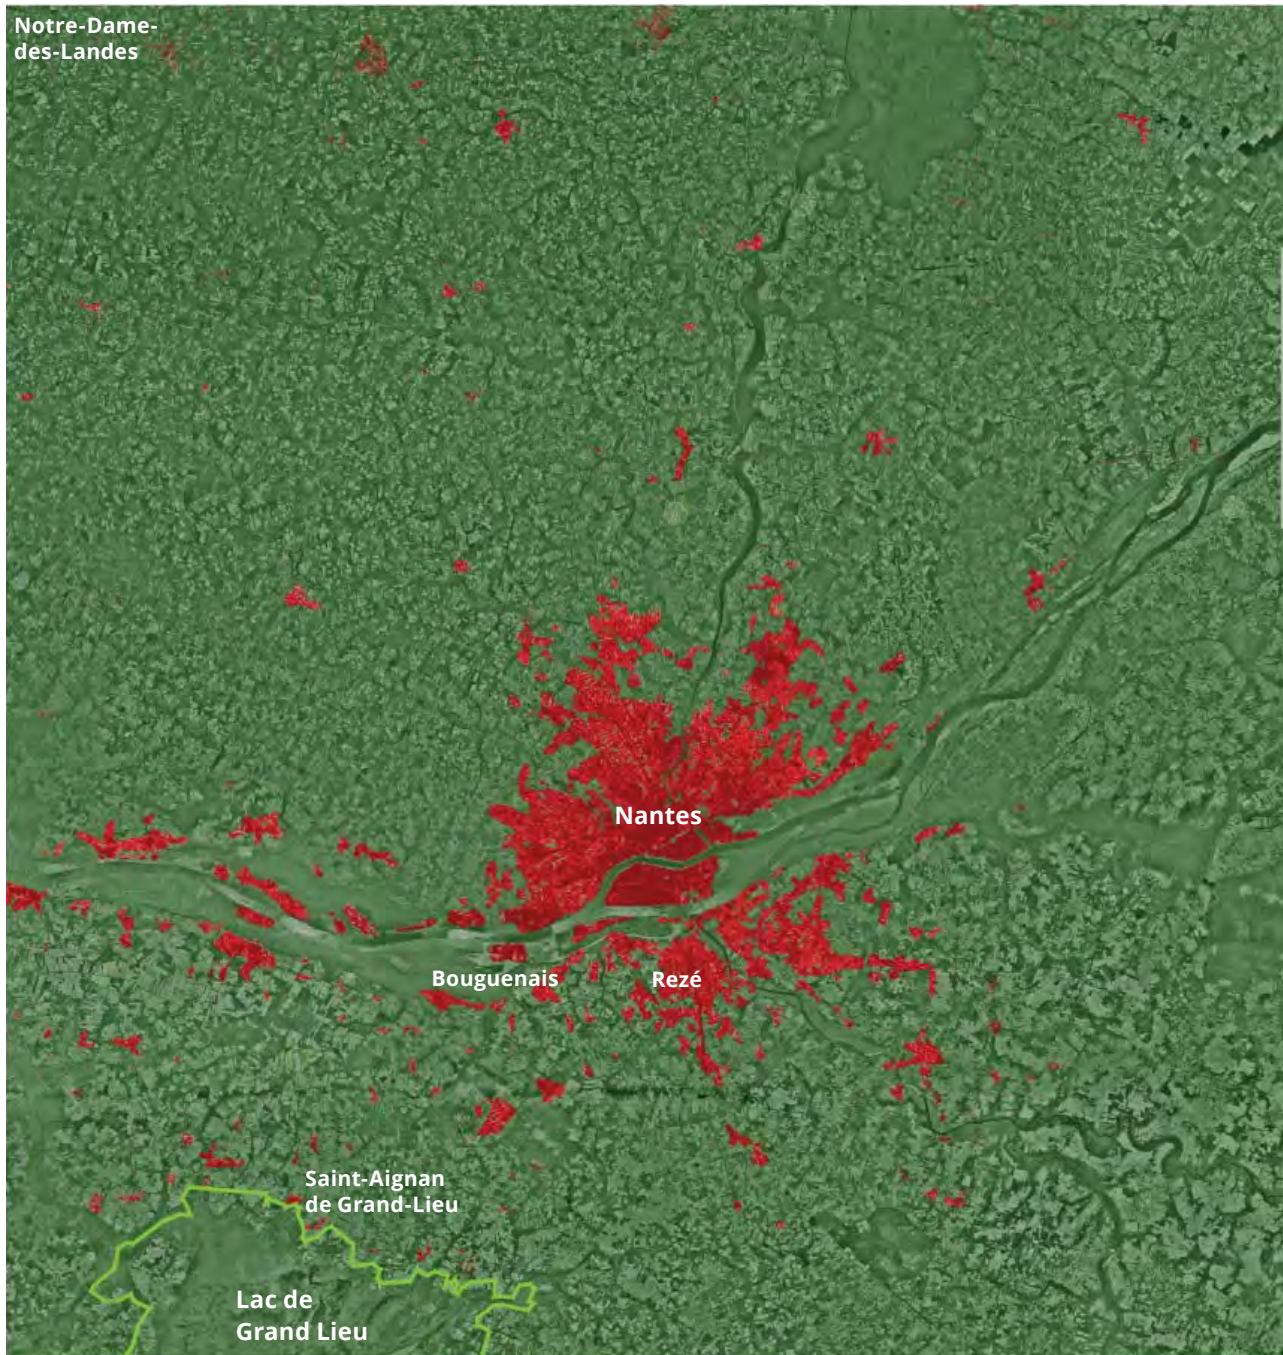 Notre-Dame-
des-Landes
Nantes
Bouguenais
Rezé
Saint-Aignan
de Grand-Lieu
Lac de
Grand Lieu